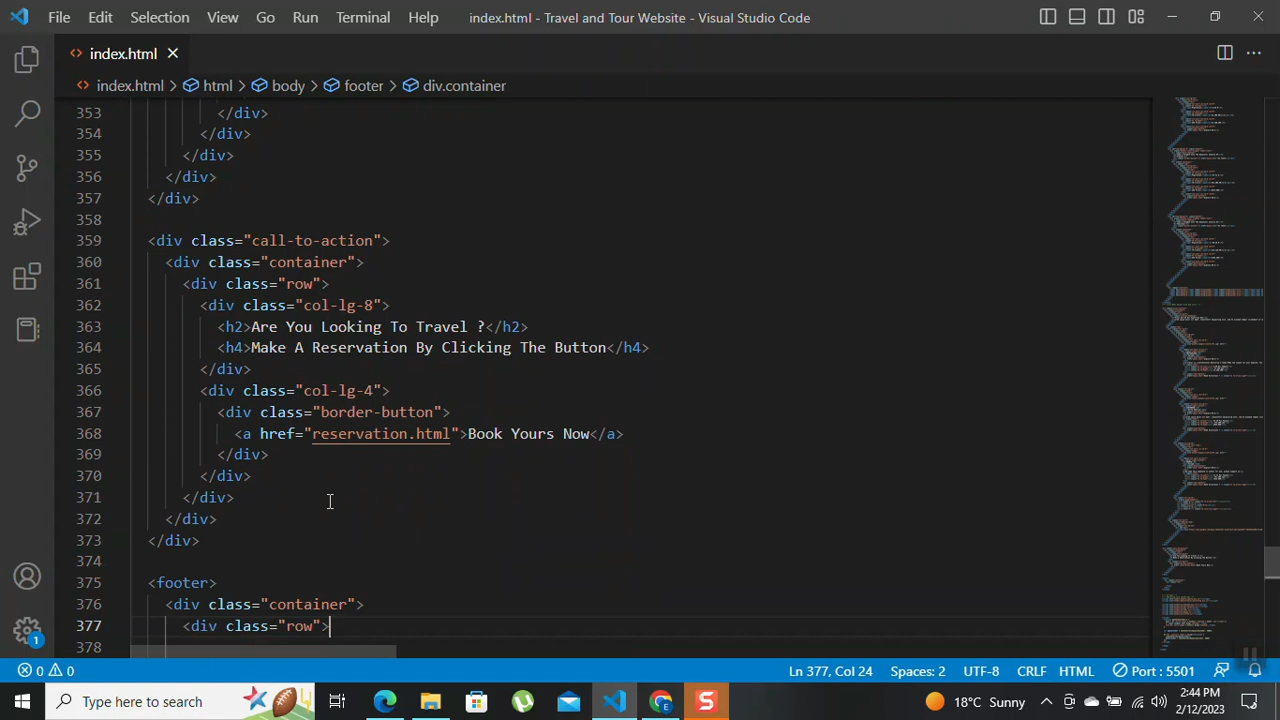 File Edit Selection View Go Run Terminal Help index.html - Travel and Tour Website - Visual Studio Code
index.html
index.html > html > body > footer > div.container
353 </div>
354 </div>
355 </div>
356 </div>
357 </div>
358
359 <div class="call-to-action">
360 <div class="container">
361 <div class="row">
362 <div class="col-lg-8">
363 <h2>Are You Looking To Travel ?</h2>
364 <h4>Make A Reservation By Clicking The Button</h4>
365 </div>
366 <div class="col-lg-4">
367 <div class="border-button">
368 <a href="reservation.html">Book Yours Now</a>
369 </div>
370 </div>
371 </div>
372 </div>
373 </div>
374
375 <footer>
376 <div class="container">
377 <div class="row">
378
1
0 0 Ln 377, Col 24 Spaces: 2 UTF-8 CRLF HTML Port : 5501
Type here to search
E
S
18°C Sunny
2:44 PM
2/12/2023